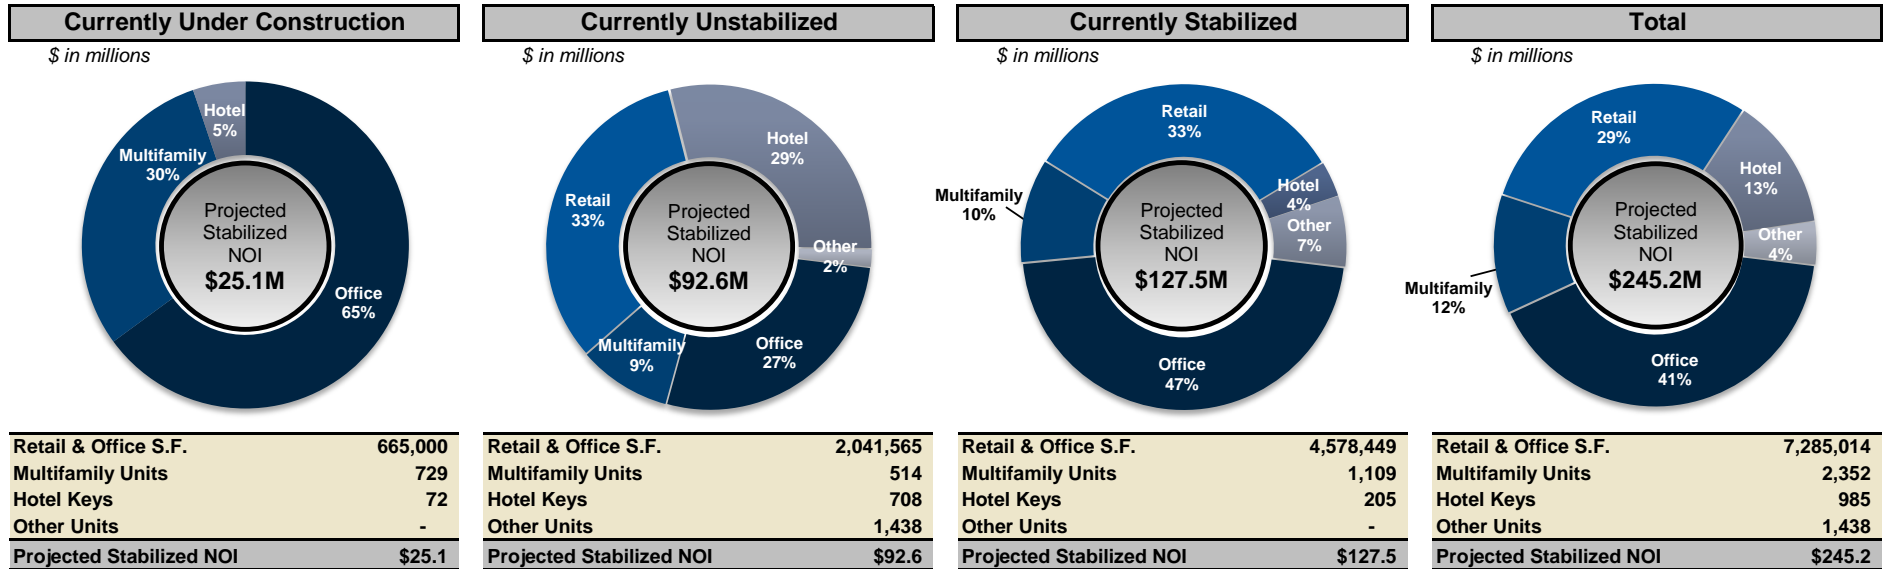 Currently Under Construction
$ in millions
Hotel
5%
Multifamily
30%
Projected
Stabilized
NOI
$25.1M
Office
65%
Retail & Office S.F. 665,000
Multifamily Units 729
Hotel Keys 72
Other Units -
Projected Stabilized NOI $25.1
Currently Unstabilized
$ in millions
Hotel
29%
Retail
33%
Projected
Stabilized
NOI
$92.6M
Other
2%
Multifamily
9%
Office
27%
Retail & Office S.F. 2,041,565
Multifamily Units 514
Hotel Keys 708
Other Units 1,438
Projected Stabilized NOI $92.6
Currently Stabilized
$ in millions
Retail
33%
Multifamily
10%
Hotel
4%
Other
7%
Projected
Stabilized
NOI
$127.5M
Office
47%
Retail & Office S.F. 4,578,449
Multifamily Units 1,109
Hotel Keys 205
Other Units -
Projected Stabilized NOI $127.5
Total
$ in millions
Retail
29%
Hotel
13%
Projected
Stabilized
NOI
$245.2M
Other
4%
Multifamily
12%
Office
41%
Retail & Office S.F. 7,285,014
Multifamily Units 2,352
Hotel Keys 985
Other Units 1,438
Projected Stabilized NOI $245.2